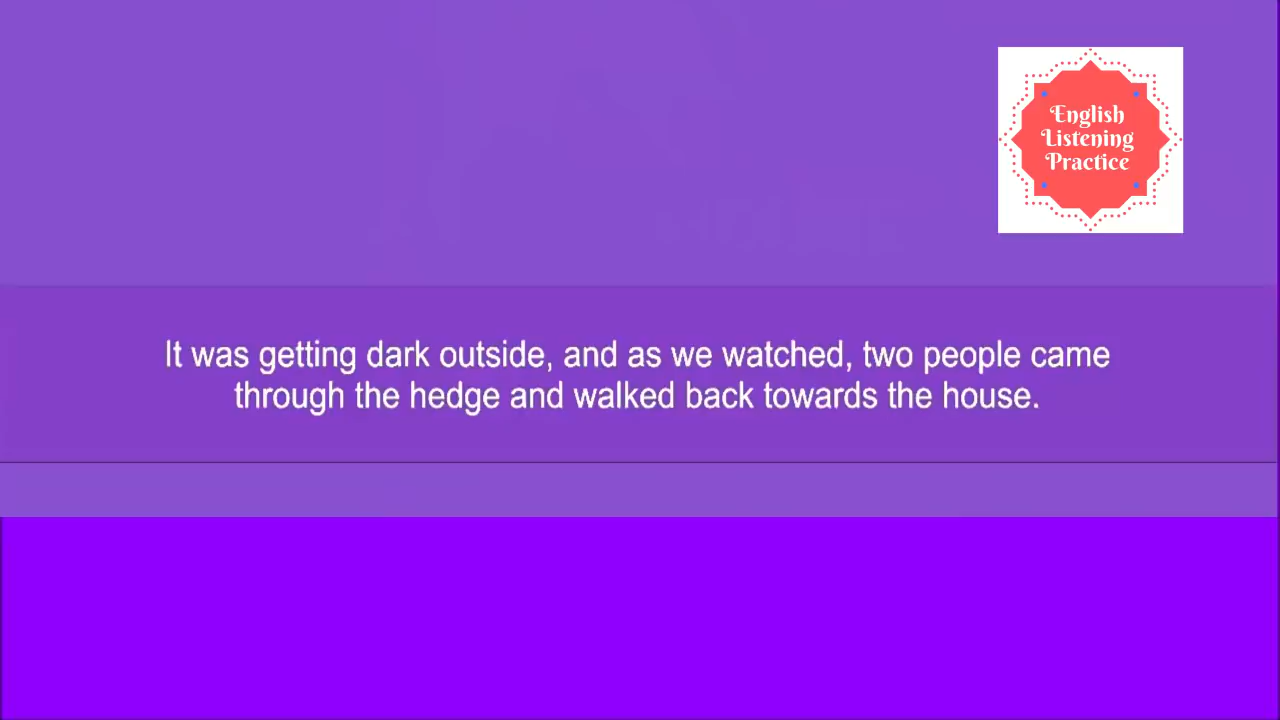 English
Listening
Practice
It was getting dark outside, and as we watched, two people came
through the hedge and walked back towards the house.